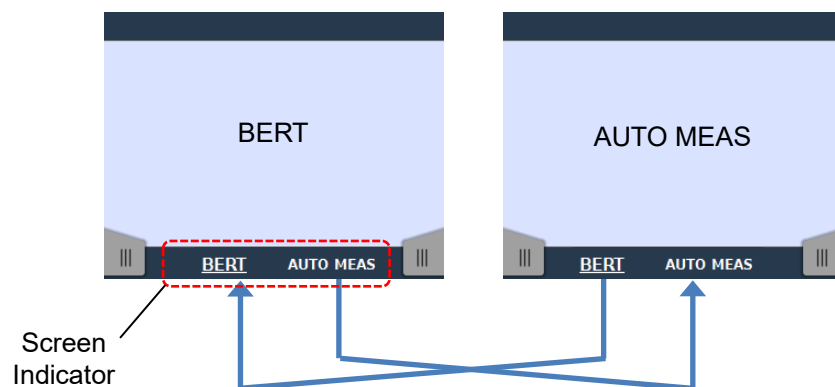 BERT
AUTO MEAS
BERT AUTO MEAS
BERT AUTO MEAS
Screen
Indicator